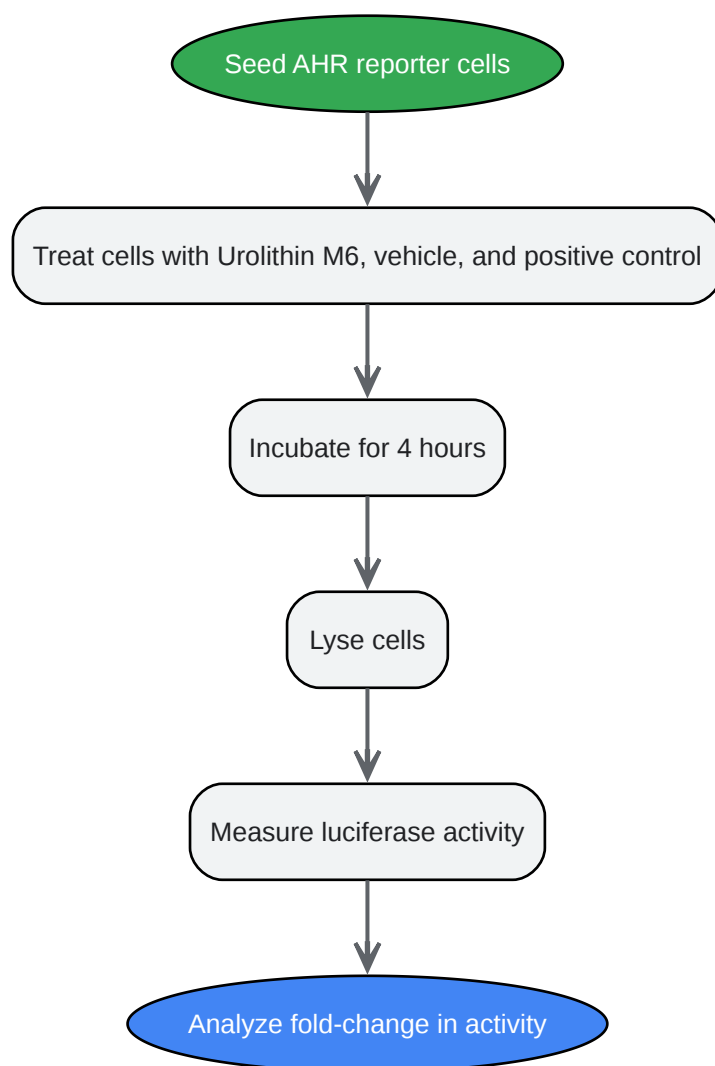 Seed AHR reporter cells
Treat cells with Urolithin M6, vehicle, and positive control
Incubate for 4 hours
Lyse cells
Measure luciferase activity
Analyze fold-change in activity